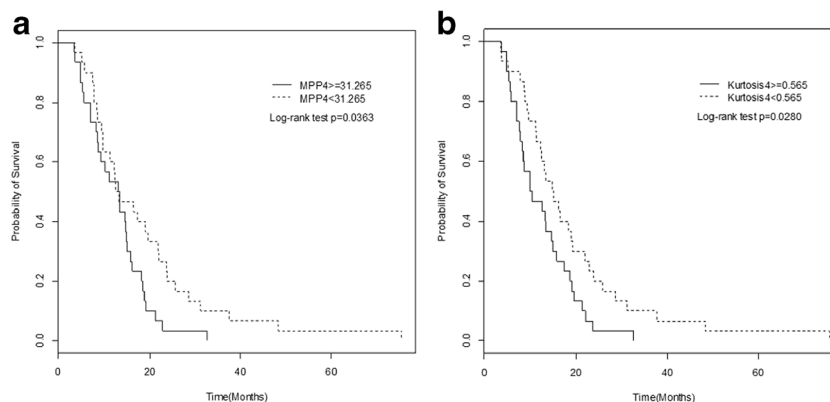 a
1.0
0.8
0.6
0.4
0.2
0.0
Probability of Survival
MPP4>=31.265
MPP4<31.265
Log-rank test p=0.0363
0 20 40 60
Time(Months)
b
1.0
0.8
0.6
0.4
0.2
0.0
Probability of Survival
Kurtosis4>=0.565
Kurtosis4<0.565
Log-rank test p=0.0280
0 20 40 60
Time(Months)